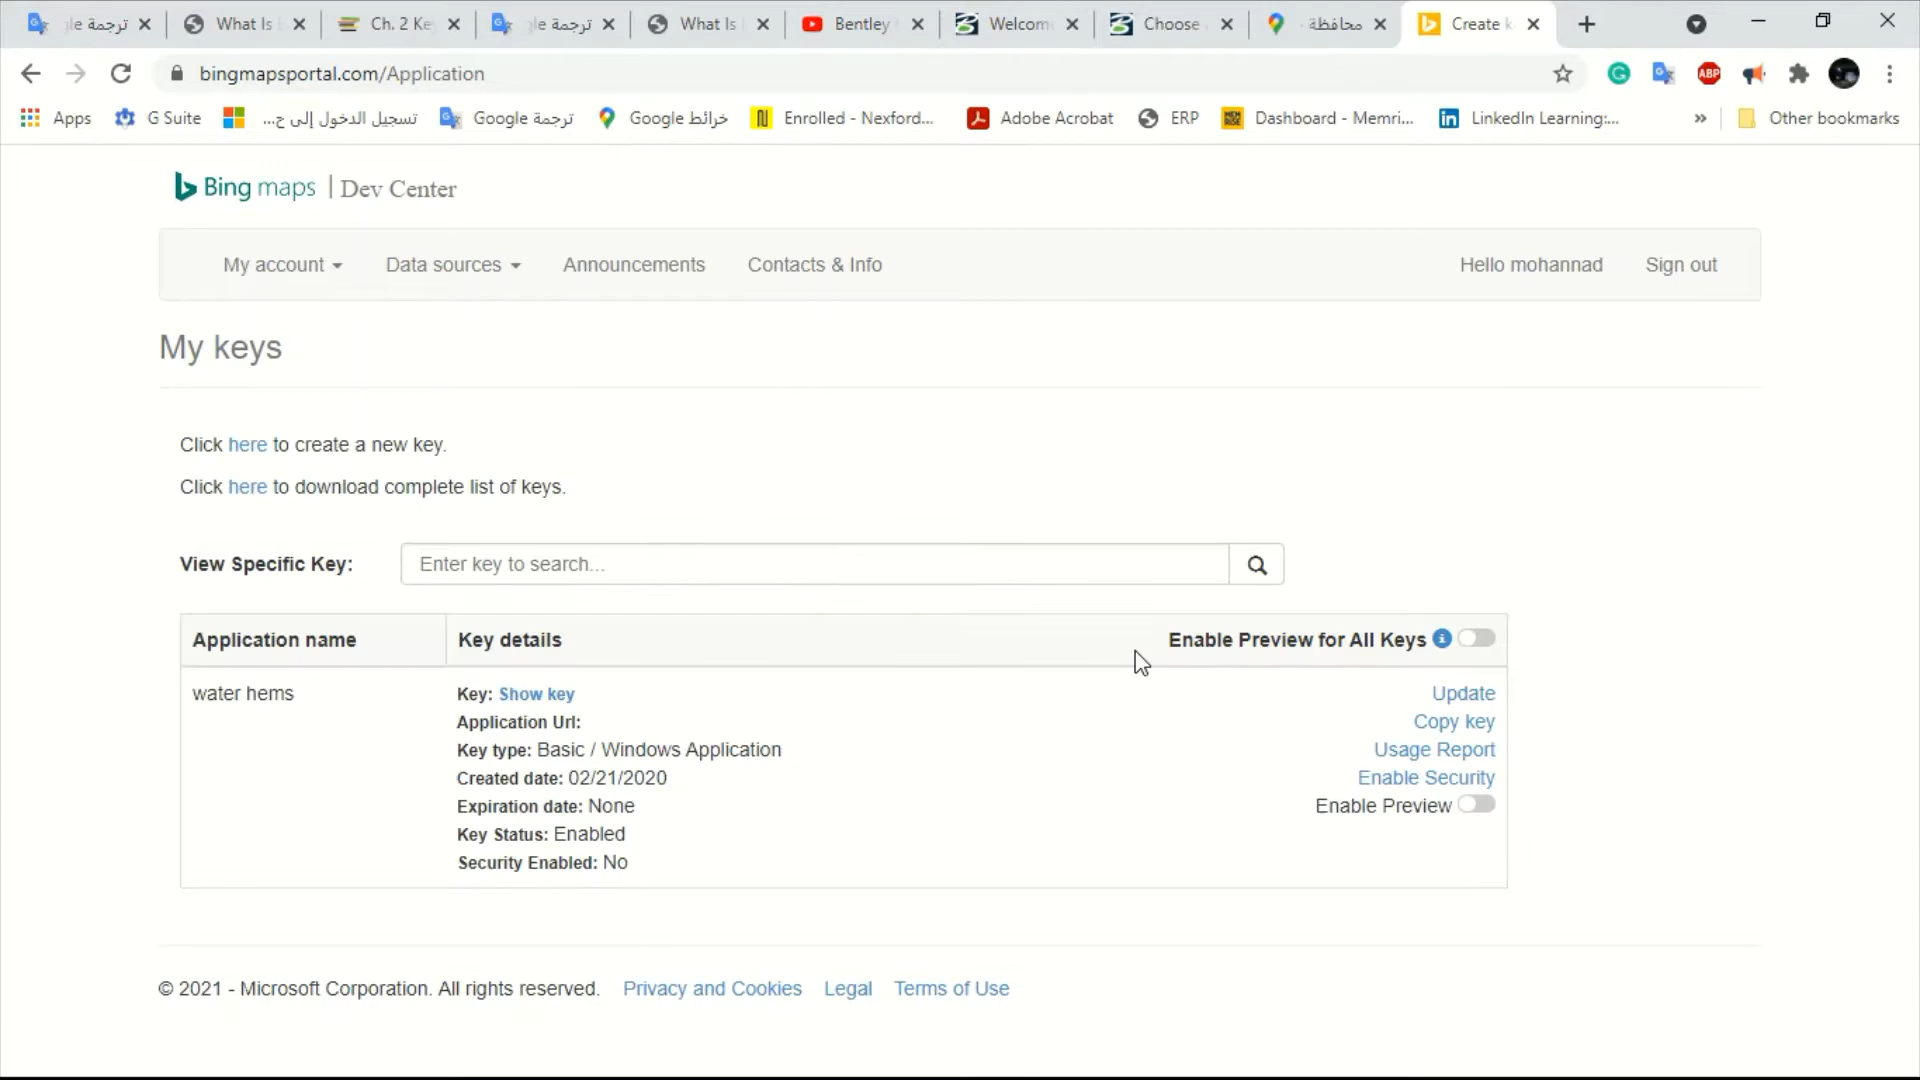 ترجمة le
What Is
Ch. 2 Ke
ترجمة le
What Is
Bentley
Welcom
Choose
محافظة
Create k
bingmapsportal.com/Application
Apps
G Suite
تسجيل الدخول إلى ح...
ترجمة Google
خرائط Google
Enrolled - Nexford...
Adobe Acrobat
ERP
Dashboard - Memri...
LinkedIn Learning:...
»
Other bookmarks
Bing maps | Dev Center
My account
Data sources
Announcements
Contacts & Info
Hello mohannad
Sign out
My keys
Click here to create a new key.
Click here to download complete list of keys.
View Specific Key:
Enter key to search...
Application name
Key details
Enable Preview for All Keys
water hems
Key: Show key
Application Url:
Key type: Basic / Windows Application
Created date: 02/21/2020
Expiration date: None
Key Status: Enabled
Security Enabled: No
Update
Copy key
Usage Report
Enable Security
Enable Preview
© 2021 - Microsoft Corporation. All rights reserved.
Privacy and Cookies
Legal
Terms of Use